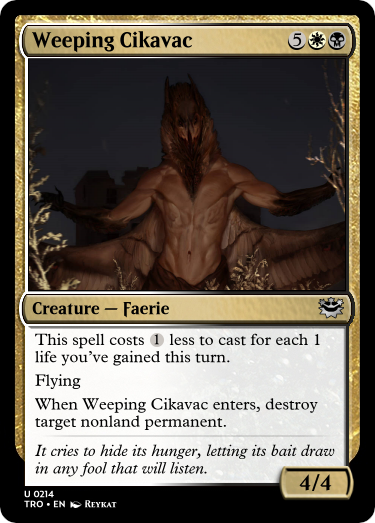 Weeping Cikavac 5
Creature — Faerie
This spell costs 1 less to cast for each 1
life you've gained this turn.
Flying
When Weeping Cikavac enters, destroy
target nonland permanent.
It cries to hide its hunger, letting its bait draw
in any fool that will listen.
4/4
U 0214
TRO • EN REYKAT